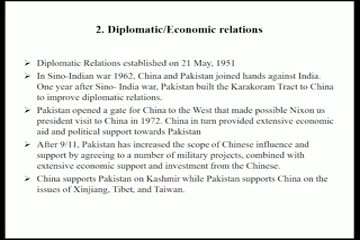 2. Diplomatic/Economic relations
Diplomatic Relations established on 21 May, 1951
In Sino-Indian war 1962, China and Pakistan joined hands against India.
One year after Sino- India war, Pakistan built the Karakoram Tract to China
to improve diplomatic relations.
Pakistan opened a gate for China to the West that made possible Nixon us
president visit to China in 1972. China in turn provided extensive economic
aid and political support towards Pakistan
After 9/11, Pakistan has increased the scope of Chinese influence and
support by agreeing to a number of military projects, combined with
extensive economic support and investment from the Chinese.
China supports Pakistan on Kashmir while Pakistan supports China on the
issues of Xinjiang, Tibet, and Taiwan.